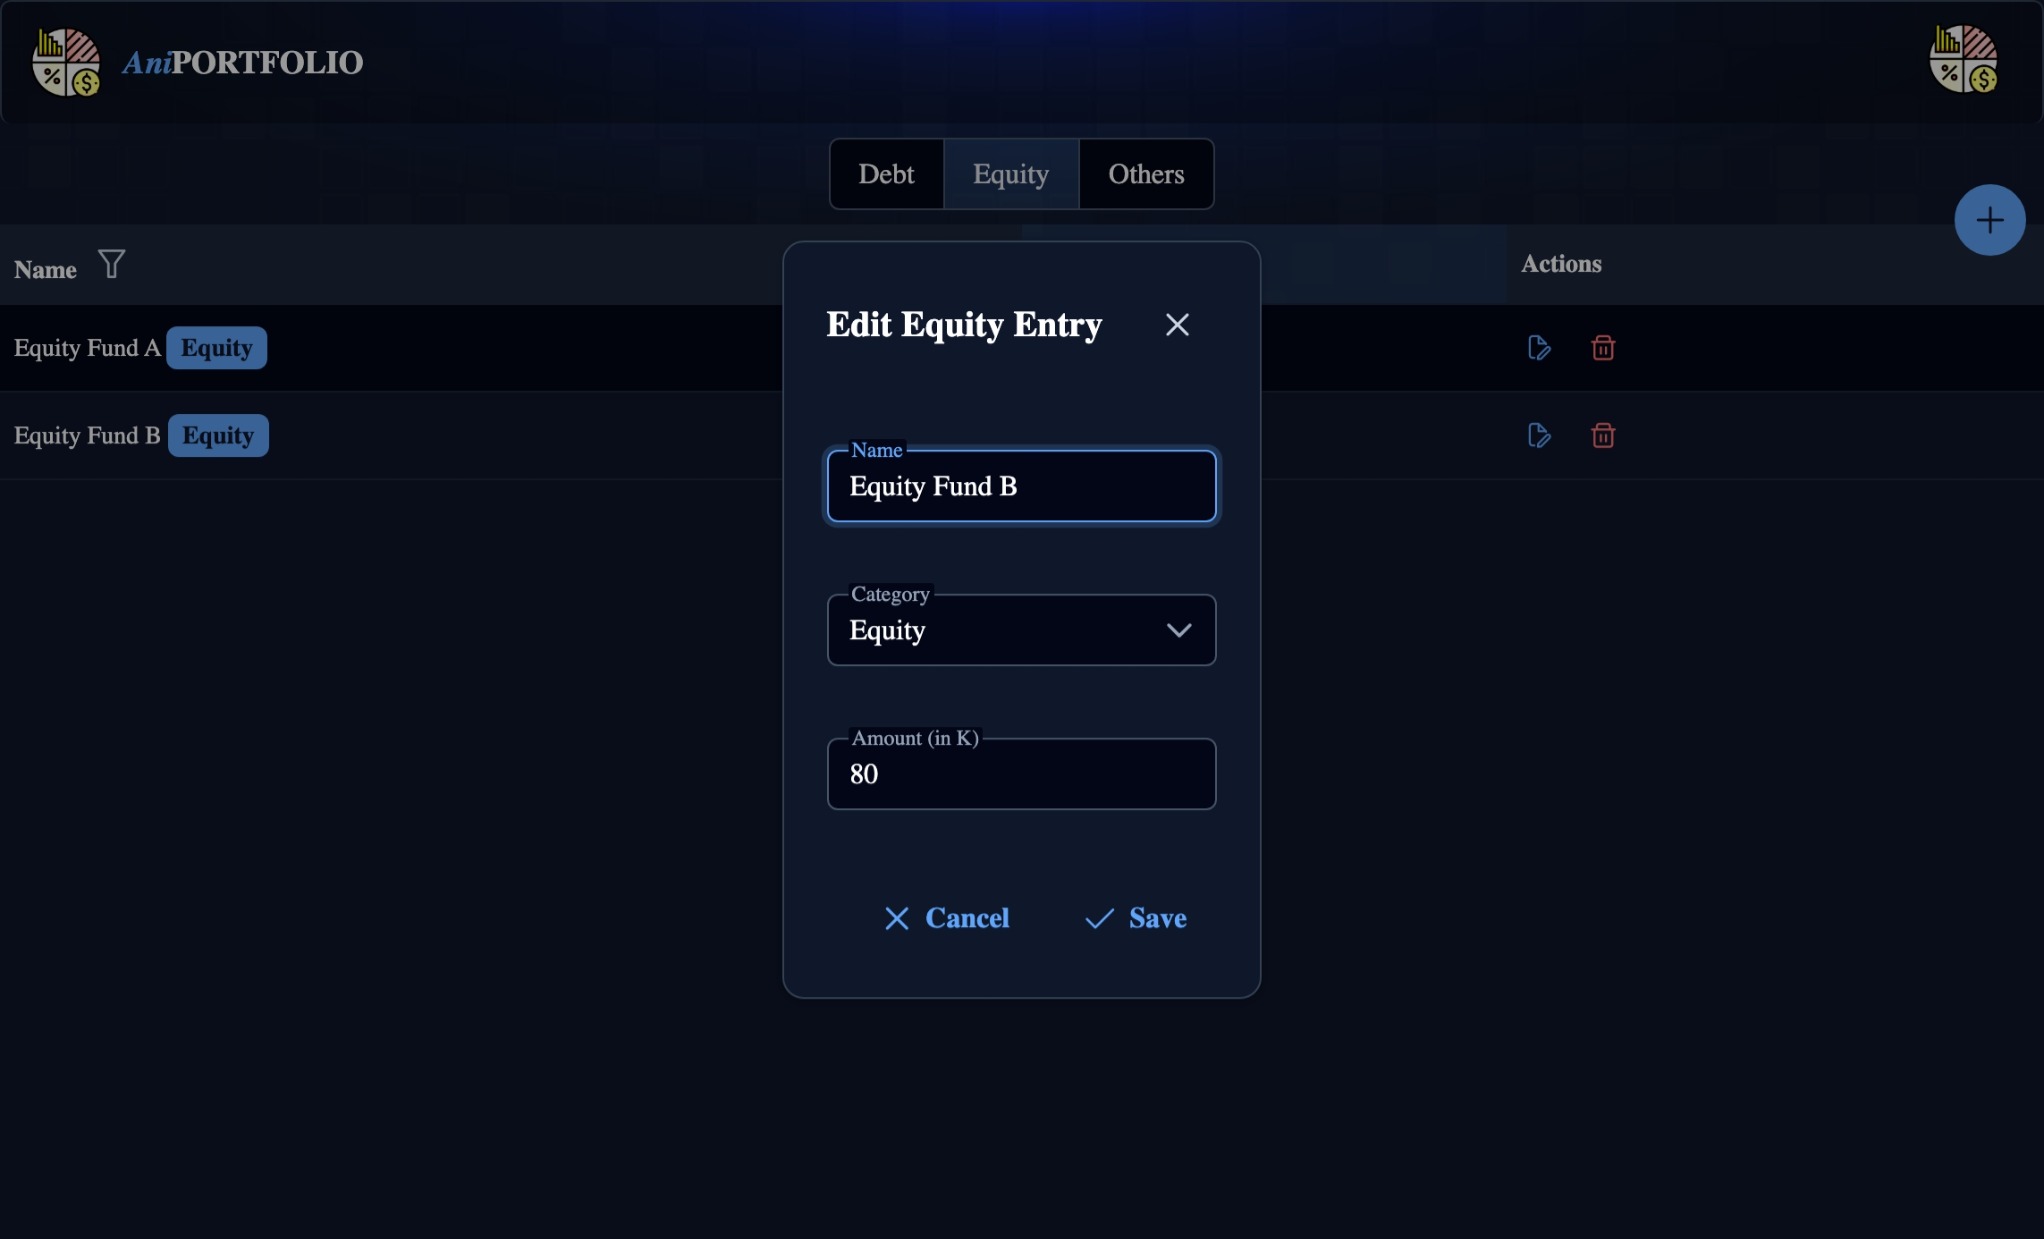 AniPORTFOLIO
Debt
Equity
Others
Name
Actions
Equity Fund A Equity
Equity Fund B Equity
Edit Equity Entry
Name
Equity Fund B
Category
Equity
Amount (in K)
80
Cancel
Save